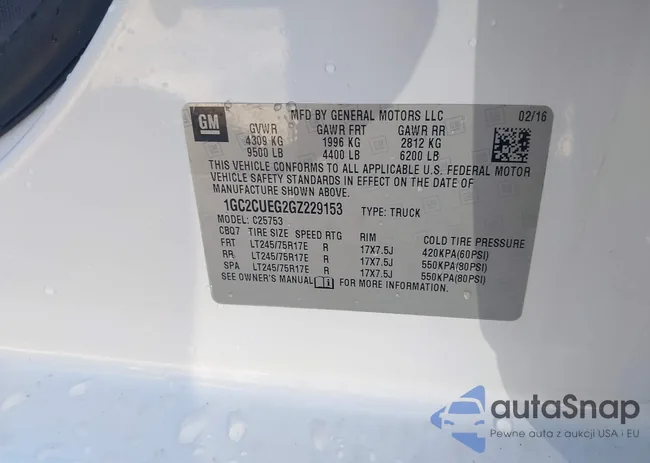 GM
MFD BY GENERAL MOTORS LLC 02/16
GVWR GAWR FRT GAWR RR
4309 KG 1996 KG 2812 KG
9500 LB 4400 LB 6200 LB
THIS VEHICLE CONFORMS TO ALL APPLICABLE U.S. FEDERAL MOTOR
VEHICLE SAFETY STANDARDS IN EFFECT ON THE DATE OF
MANUFACTURE SHOWN ABOVE.
1GC2CUEG2GZ229153 TYPE: TRUCK
MODEL: C25753
CBQ7 TIRE SIZE SPEED RTG RIM COLD TIRE PRESSURE
FRT LT245/75R17E R 17X7.5J 420KPA(60PSI)
RR LT245/75R17E R 17X7.5J 550KPA(80PSI)
SPA LT245/75R17E R 17X7.5J 550KPA(80PSI)
SEE OWNER'S MANUAL FOR MORE INFORMATION.
autoSnap
Pewne auta z aukcji USA i EU